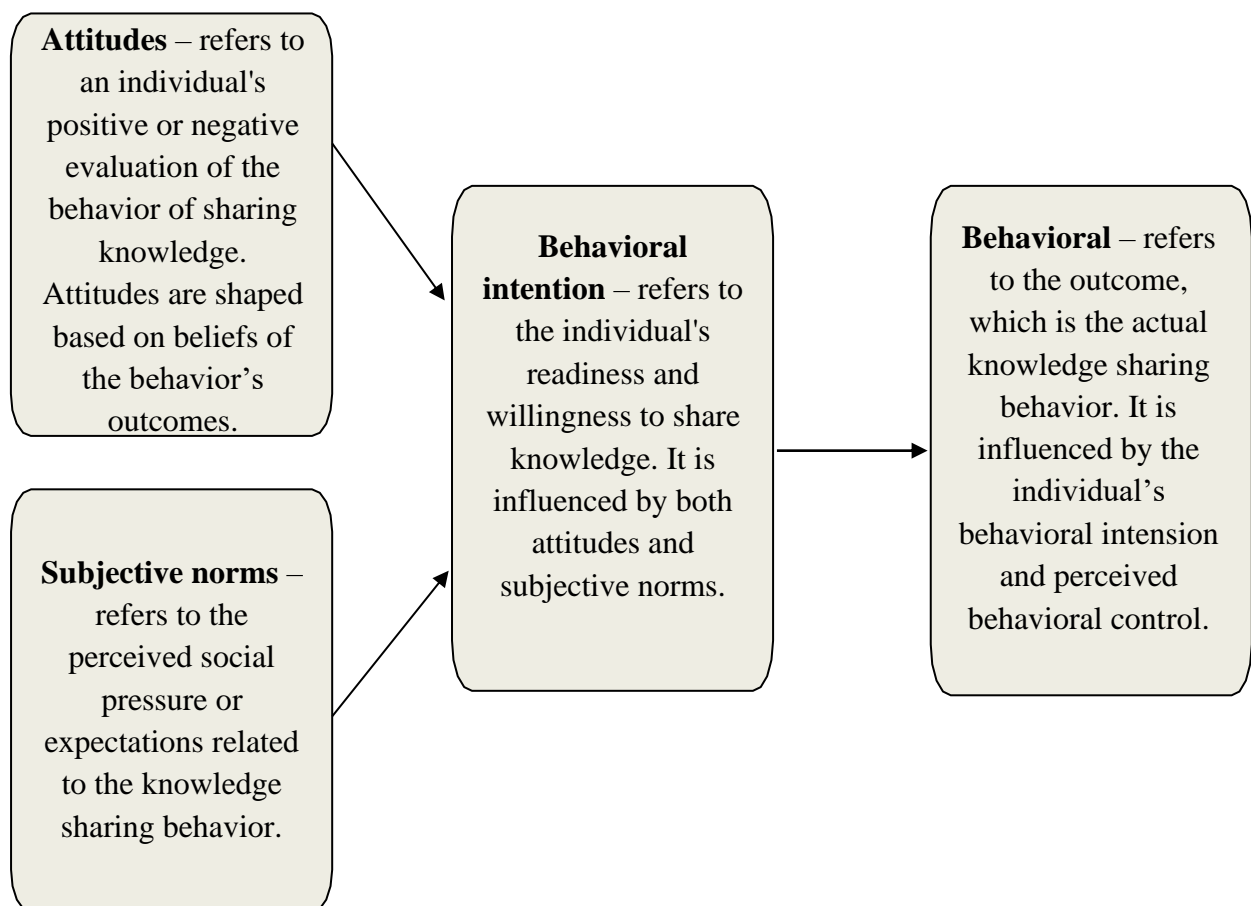 Attitudes – refers to
an individual's
positive or negative
evaluation of the
behavior of sharing
knowledge.
Attitudes are shaped
based on beliefs of
the behavior’s
outcomes.
Subjective norms –
refers to the
perceived social
pressure or
expectations related
to the knowledge
sharing behavior.
Behavioral
intention – refers to
the individual's
readiness and
willingness to share
knowledge. It is
influenced by both
attitudes and
subjective norms.
Behavioral – refers
to the outcome,
which is the actual
knowledge sharing
behavior. It is
influenced by the
individual’s
behavioral intension
and perceived
behavioral control.